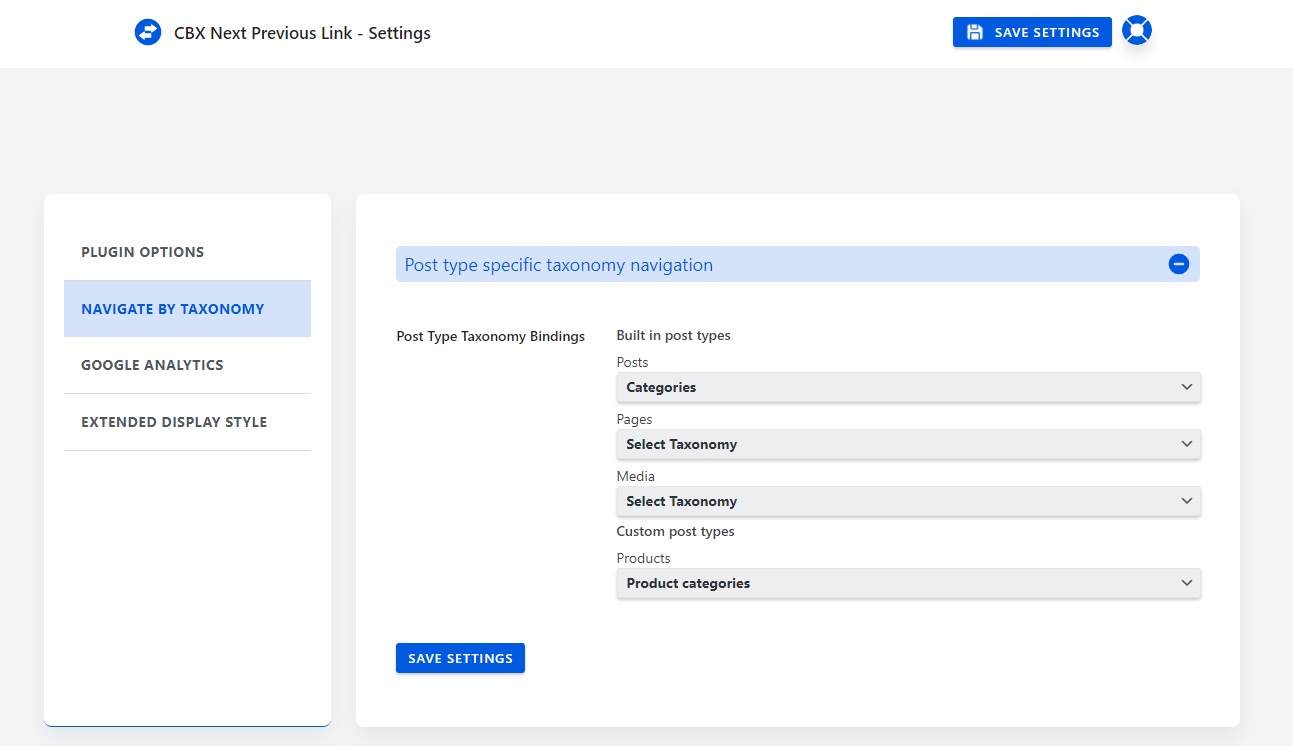 CBX Next Previous Link - Settings
SAVE SETTINGS
PLUGIN OPTIONS
NAVIGATE BY TAXONOMY
GOOGLE ANALYTICS
EXTENDED DISPLAY STYLE
Post type specific taxonomy navigation
Post Type Taxonomy Bindings
Built in post types
Posts
Categories
Pages
Select Taxonomy
Media
Select Taxonomy
Custom post types
Products
Product categories
SAVE SETTINGS